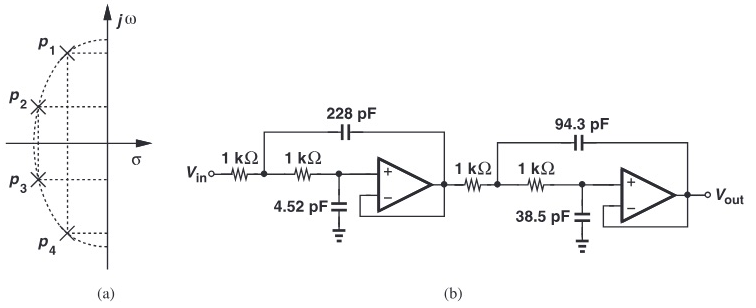 jω
p1
p2
p3
p4
σ
(a)
Vin
1 kΩ
1 kΩ
228 pF
4.52 pF
+
−
1 kΩ
1 kΩ
94.3 pF
38.5 pF
+
−
Vout
(b)